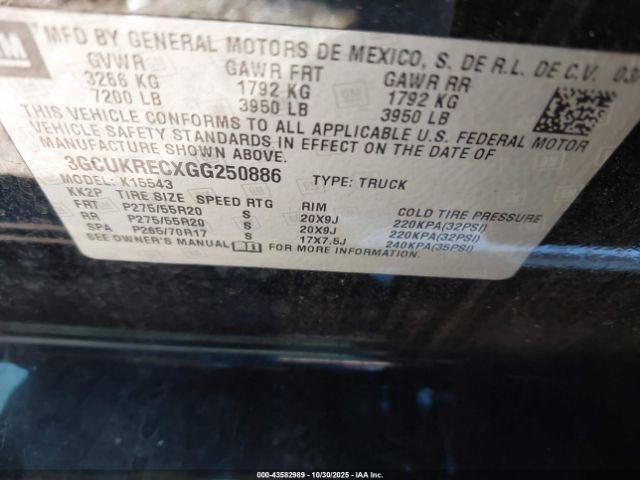 GM
MFD BY GENERAL MOTORS DE MEXICO, S. DE R.L. DE C.V. 03
GVWR GAWR FRT GAWR RR
3266 KG 1792 KG 1792 KG
7200 LB 3950 LB 3950 LB
THIS VEHICLE CONFORMS TO ALL APPLICABLE U.S. FEDERAL MOTOR
VEHICLE SAFETY STANDARDS IN EFFECT ON THE DATE OF
MANUFACTURE SHOWN ABOVE.
3GCUKRECXGG250886 TYPE: TRUCK
MODEL: K15543
KK2P TIRE SIZE SPEED RTG RIM COLD TIRE PRESSURE
FRT P275/55R20 S 20X9J 220KPA(32PSI)
RR P275/55R20 S 20X9J 220KPA(32PSI)
SPA P265/70R17 S 17X7.5J 240KPA(35PSI)
SEE OWNER'S MANUAL FOR MORE INFORMATION.
000-43582989 10/30/2025 IAA Inc.